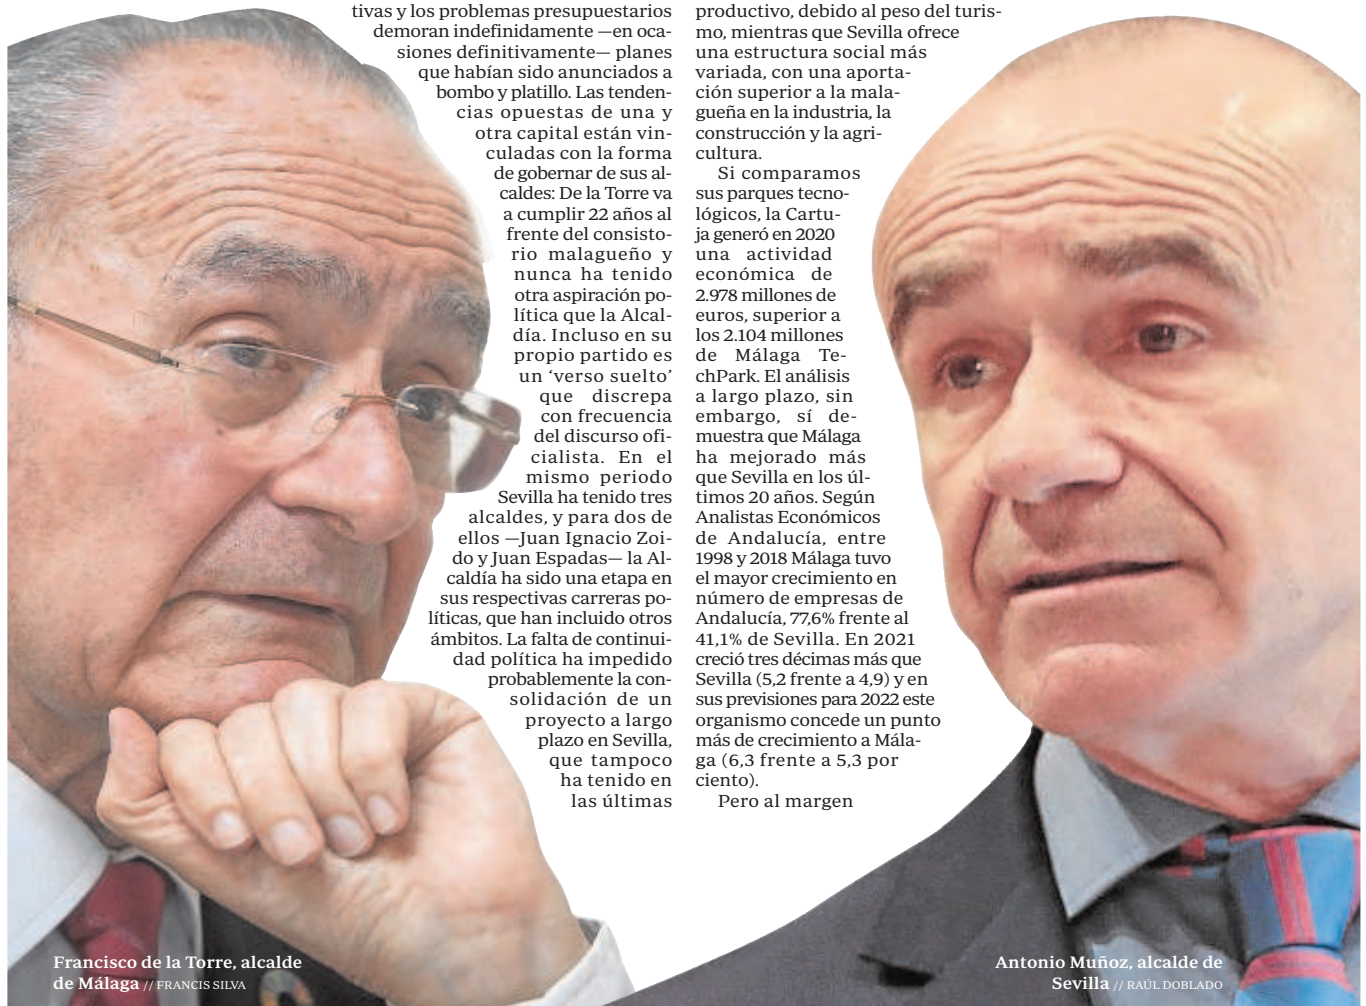 tivas y los problemas presupuestarios
demoran indefinidamente —en oca-
siones definitivamente— planes
que habían sido anunciados a
bombo y platillo. Las tenden-
cias opuestas de una y
otra capital están vin-
culadas con la forma
de gobernar de sus al-
caldes: De la Torre va
a cumplir 22 años al
frente del consisto-
rio malagueño y
nunca ha tenido
otra aspiración po-
lítica que la Alcal-
día. Incluso en su
propio partido es
un ‘verso suelto’
que discrepa
con frecuencia
del discurso ofi-
cialista. En el
mismo periodo
Sevilla ha tenido tres
alcaldes, y para dos de
ellos —Juan Ignacio Zoi-
do y Juan Espadas— la Al-
caldía ha sido una etapa en
sus respectivas carreras po-
líticas, que han incluido otros
ámbitos. La falta de continui-
dad política ha impedido
probablemente la con-
solidación de un
proyecto a largo
plazo en Sevilla,
que tampoco
ha tenido en
las últimas
productivo, debido al peso del turis-
mo, mientras que Sevilla ofrece
una estructura social más
variada, con una aporta-
ción superior a la mala-
gueña en la industria, la
construcción y la agri-
cultura.
Si comparamos
sus parques tecno-
lógicos, la Cartu-
ja generó en 2020
una actividad
económica de
2.978 millones de
euros, superior a
los 2.104 millones
de Málaga Te-
chPark. El análisis
a largo plazo, sin
embargo, sí de-
muestra que Málaga
ha mejorado más
que Sevilla en los úl-
timos 20 años. Según
Analistas Económicos
de Andalucía, entre
1998 y 2018 Málaga tuvo
el mayor crecimiento en
número de empresas de
Andalucía, 77,6% frente al
41,1% de Sevilla. En 2021
creció tres décimas más que
Sevilla (5,2 frente a 4,9) y en
sus previsiones para 2022 este
organismo concede un punto
más de crecimiento a Mála-
ga (6,3 frente a 5,3 por
ciento).
Pero al margen
Francisco de la Torre, alcalde
de Málaga // FRANCIS SILVA
Antonio Muñoz, alcalde de
Sevilla // RAÚL DOBLADO